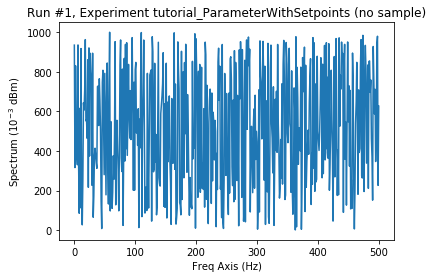 Run #1, Experiment tutorial_ParameterWithSetpoints (no sample)
1000
800
600
400
200
0
Spectrum (10⁻³ dBm)
0 100 200 300 400 500
Freq Axis (Hz)